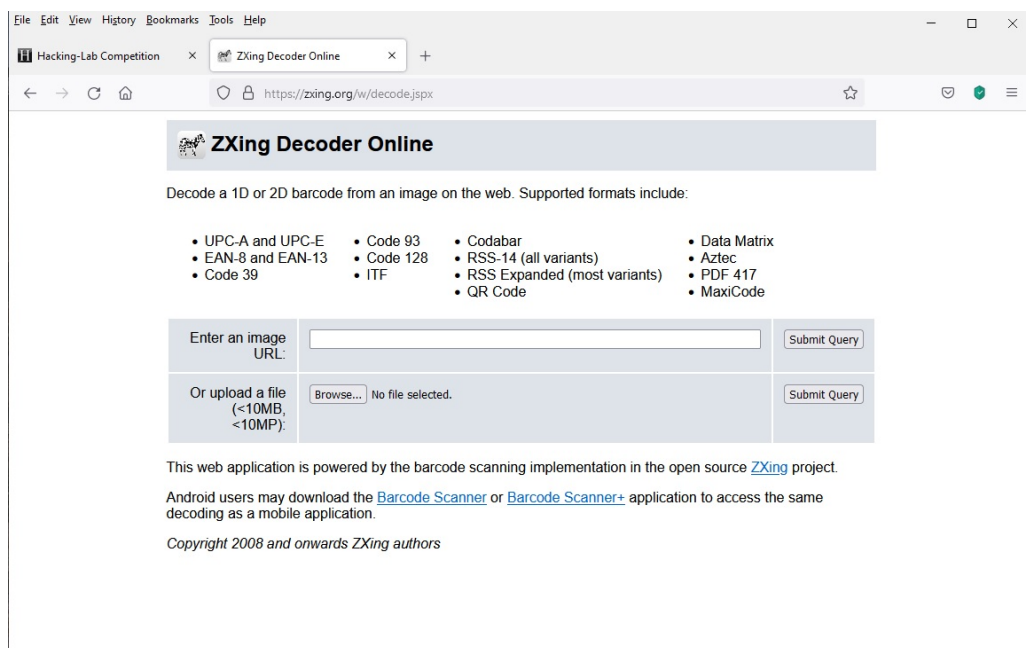 File Edit View History Bookmarks Tools Help
Hacking-Lab Competition
ZXing Decoder Online
https://zxing.org/w/decode.jspx
ZXing Decoder Online
Decode a 1D or 2D barcode from an image on the web. Supported formats include:
• UPC-A and UPC-E
• EAN-8 and EAN-13
• Code 39
• Code 93
• Code 128
• ITF
• Codabar
• RSS-14 (all variants)
• RSS Expanded (most variants)
• QR Code
• Data Matrix
• Aztec
• PDF 417
• MaxiCode
Enter an image
URL:
Submit Query
Or upload a file
(<10MB,
<10MP):
Browse... No file selected.
Submit Query
This web application is powered by the barcode scanning implementation in the open source ZXing project.
Android users may download the Barcode Scanner or Barcode Scanner+ application to access the same
decoding as a mobile application.
Copyright 2008 and onwards ZXing authors